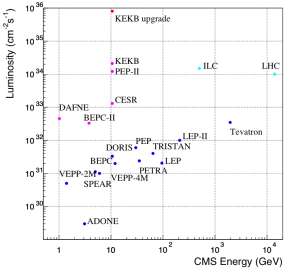 Luminosity (cm⁻²s⁻¹)
10³⁶
KEKB upgrade
10³⁵
KEKB
ILC
LHC
PEP-II
10³⁴
CESR
10³³
DAFNE
BEPC-II
Tevatron
10³²
DORIS
PEP
LEP-II
TRISTAN
BEPC
LEP
10³¹
VEPP-2M
SPEAR
VEPP-4M
PETRA
10³⁰
ADONE
1
10
10²
10³
10⁴
CMS Energy (GeV)